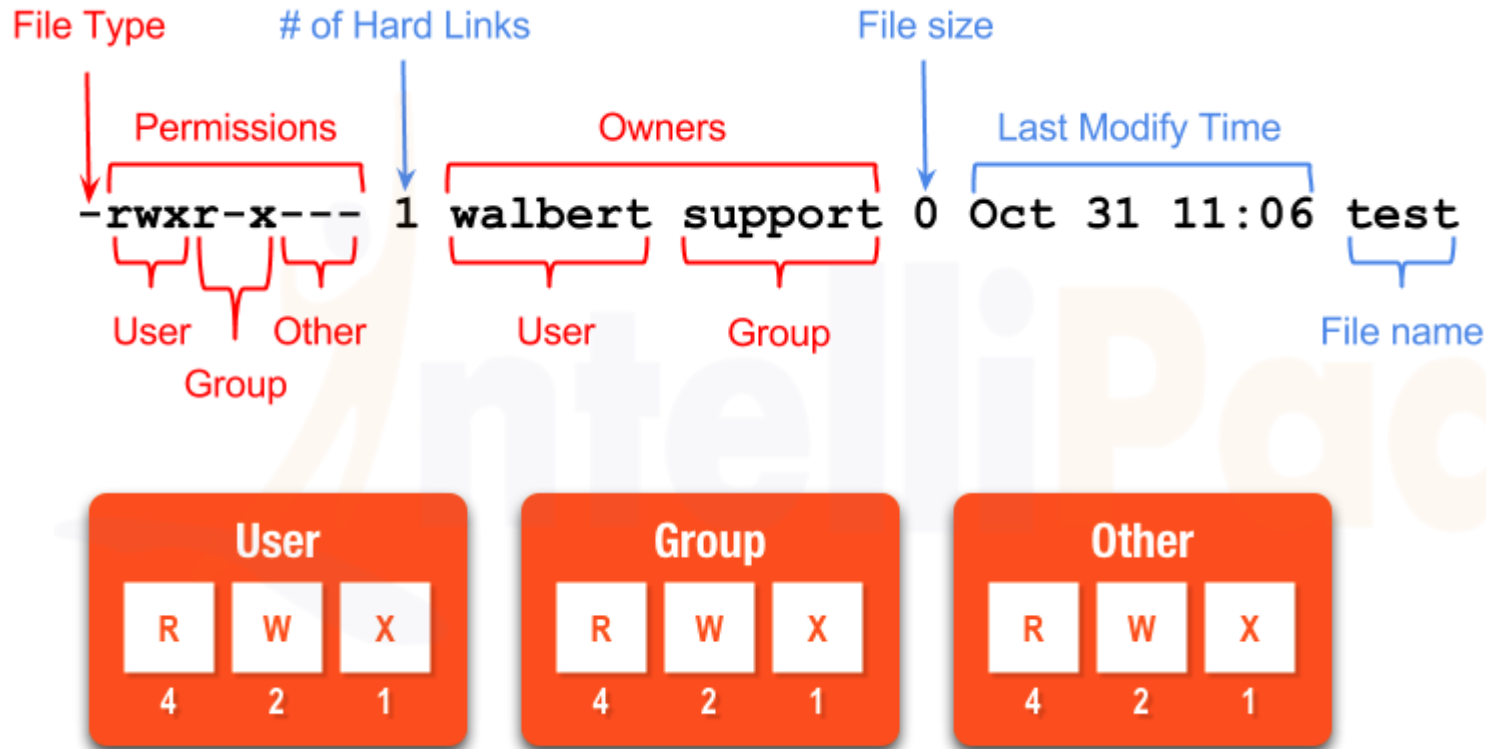 File Type # of Hard Links File size
Permissions Owners Last Modify Time
-rwxr-x--- 1 walbert support 0 Oct 31 11:06 test
User Other User Group File name
Group
IntelliPa
User Group Other
R W X R W X R W X
4 2 1 4 2 1 4 2 1